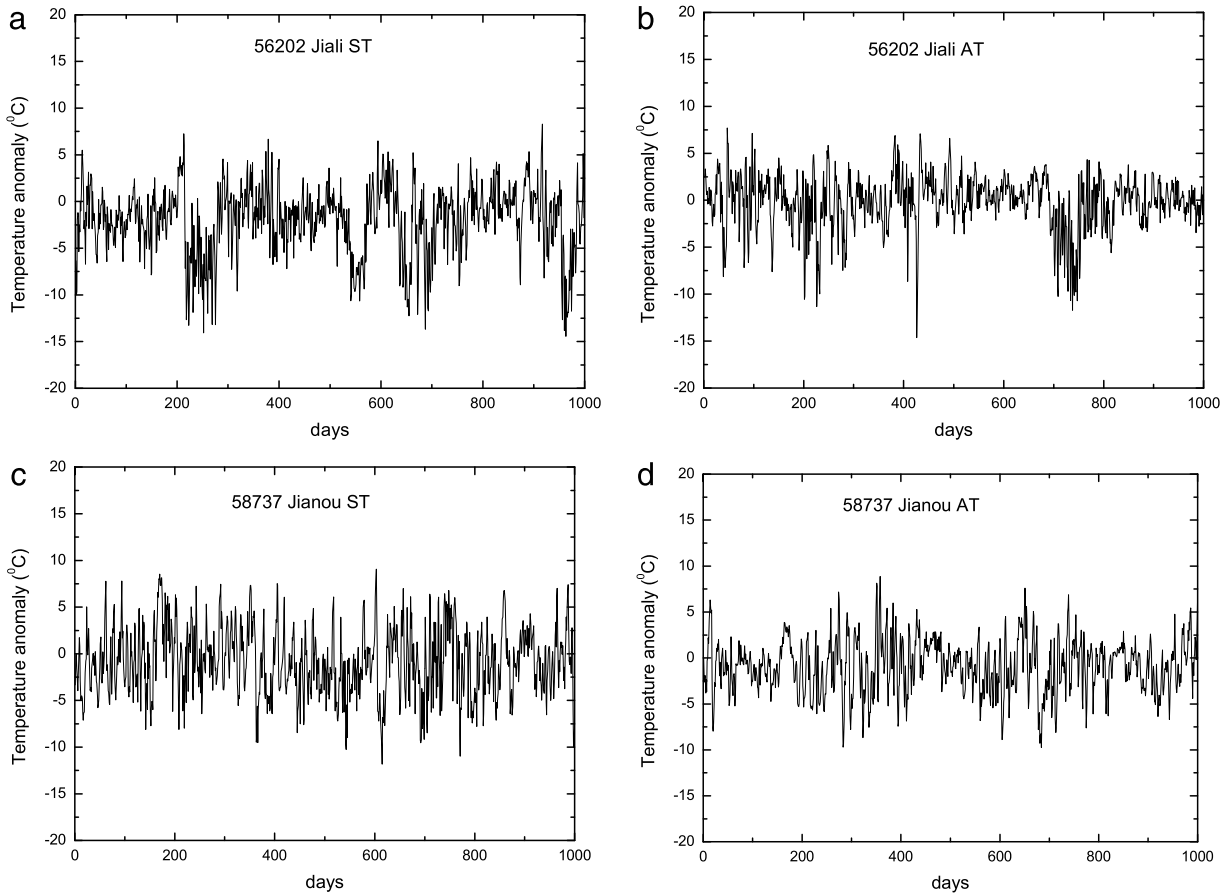 a
56202 Jiali ST
Temperature anomaly (⁰C)
20
15
10
5
0
-5
-10
-15
-20
0 200 400 600 800 1000
days
b
56202 Jiali AT
Temperature anomaly (⁰C)
20
15
10
5
0
-5
-10
-15
-20
0 200 400 600 800 1000
days
c
58737 Jianou ST
Temperature anomaly (⁰C)
20
15
10
5
0
-5
-10
-15
-20
0 200 400 600 800 1000
days
d
58737 Jianou AT
Temperature anomaly (⁰C)
20
15
10
5
0
-5
-10
-15
-20
0 200 400 600 800 1000
days